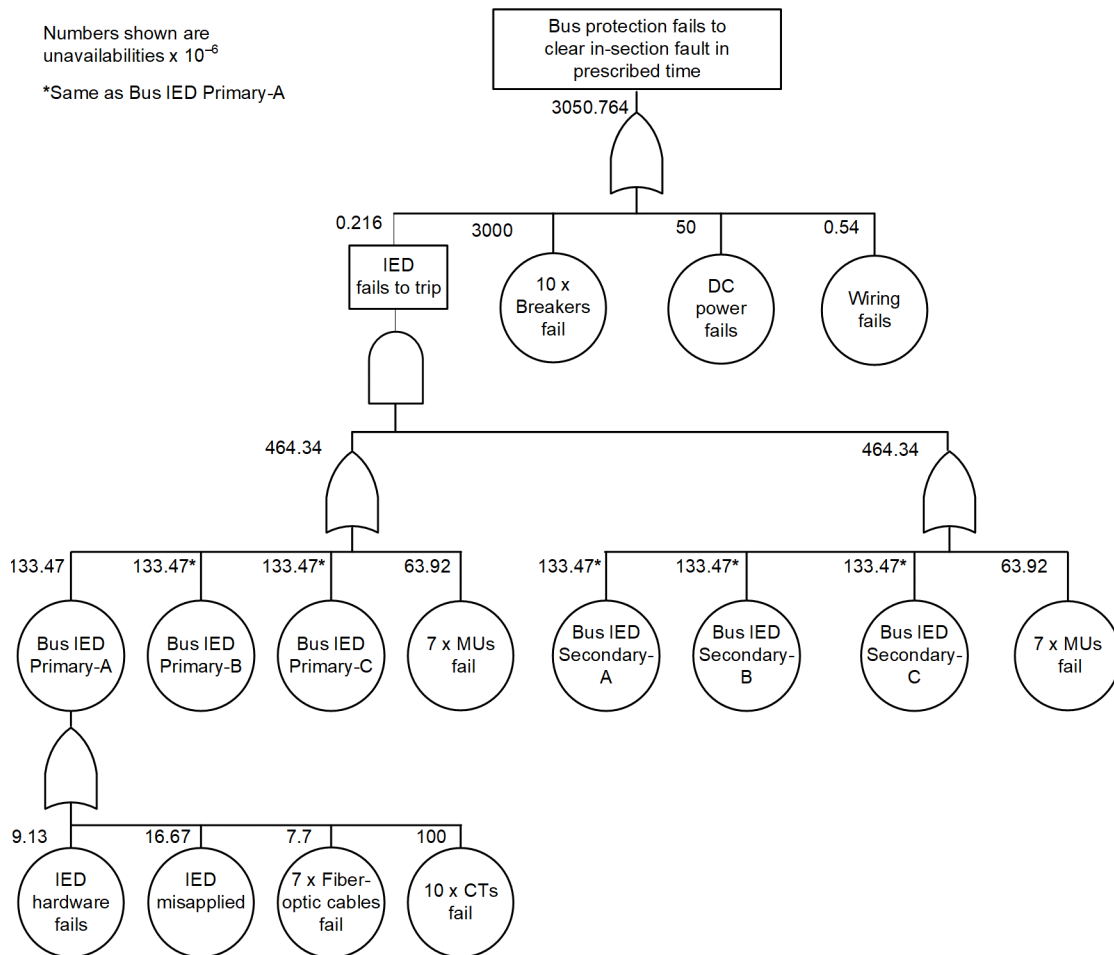 Numbers shown are
unavailabilities x 10⁻⁶
*Same as Bus IED Primary-A
Bus protection fails to
clear in-section fault in
prescribed time
3050.764
0.216
3000
50
0.54
IED
fails to trip
10 x
Breakers
fail
DC
power
fails
Wiring
fails
464.34
464.34
133.47
133.47*
133.47*
63.92
133.47*
133.47*
133.47*
63.92
Bus IED
Primary-A
Bus IED
Primary-B
Bus IED
Primary-C
7 x MUs
fail
Bus IED
Secondary-
A
Bus IED
Secondary-
B
Bus IED
Secondary-
C
7 x MUs
fail
9.13
16.67
7.7
100
IED
hardware
fails
IED
misapplied
7 x Fiber-
optic cables
fail
10 x CTs
fail